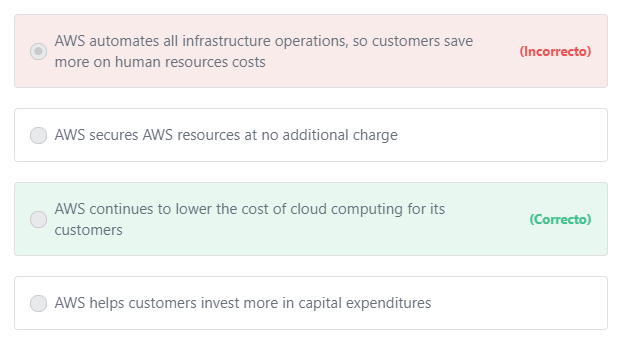 AWS automates all infrastructure operations, so customers save
more on human resources costs
(Incorrecto)
AWS secures AWS resources at no additional charge
AWS continues to lower the cost of cloud computing for its
customers
(Correcto)
AWS helps customers invest more in capital expenditures